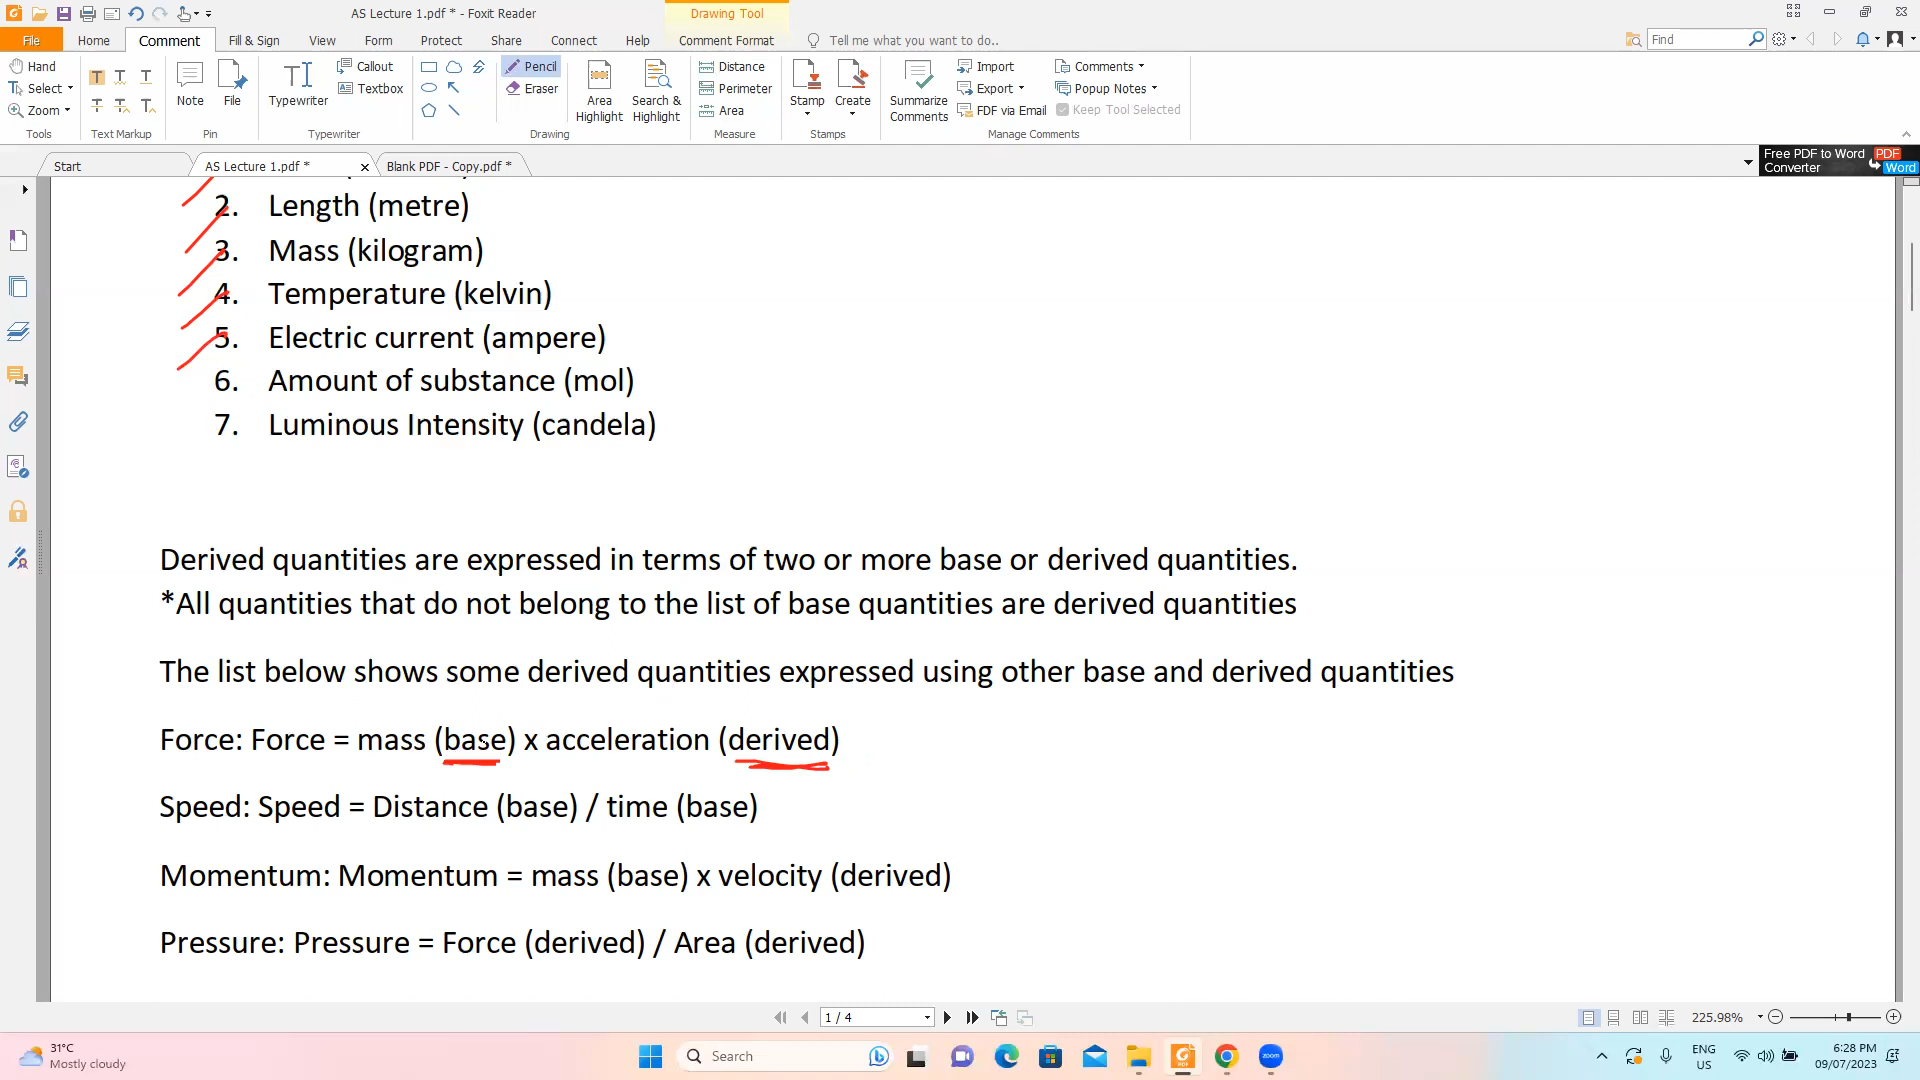 AS Lecture 1.pdf * - Foxit Reader
Drawing Tool
File Home Comment Fill & Sign View Form Protect Share Connect Help Comment Format Tell me what you want to do.. Find
Hand
Select
Zoom
Tools
Text Markup
Note
File
Pin
Typewriter
Callout
Textbox
Typewriter
Pencil
Eraser
Area
Highlight
Search &
Highlight
Drawing
Distance
Perimeter
Area
Measure
Stamp
Create
Stamps
Summarize
Comments
Import
Export
FDF via Email
Comments
Popup Notes
Keep Tool Selected
Manage Comments
Start
AS Lecture 1.pdf *
Blank PDF - Copy.pdf *
Free PDF to Word
Converter
PDF
Word
2. Length (metre)
3. Mass (kilogram)
4. Temperature (kelvin)
5. Electric current (ampere)
6. Amount of substance (mol)
7. Luminous Intensity (candela)
Derived quantities are expressed in terms of two or more base or derived quantities.
*All quantities that do not belong to the list of base quantities are derived quantities
The list below shows some derived quantities expressed using other base and derived quantities
Force: Force = mass (base) x acceleration (derived)
Speed: Speed = Distance (base) / time (base)
Momentum: Momentum = mass (base) x velocity (derived)
Pressure: Pressure = Force (derived) / Area (derived)
1 / 4
225.98%
31°C
Mostly cloudy
Search
zoom
ENG
US
6:28 PM
09/07/2023